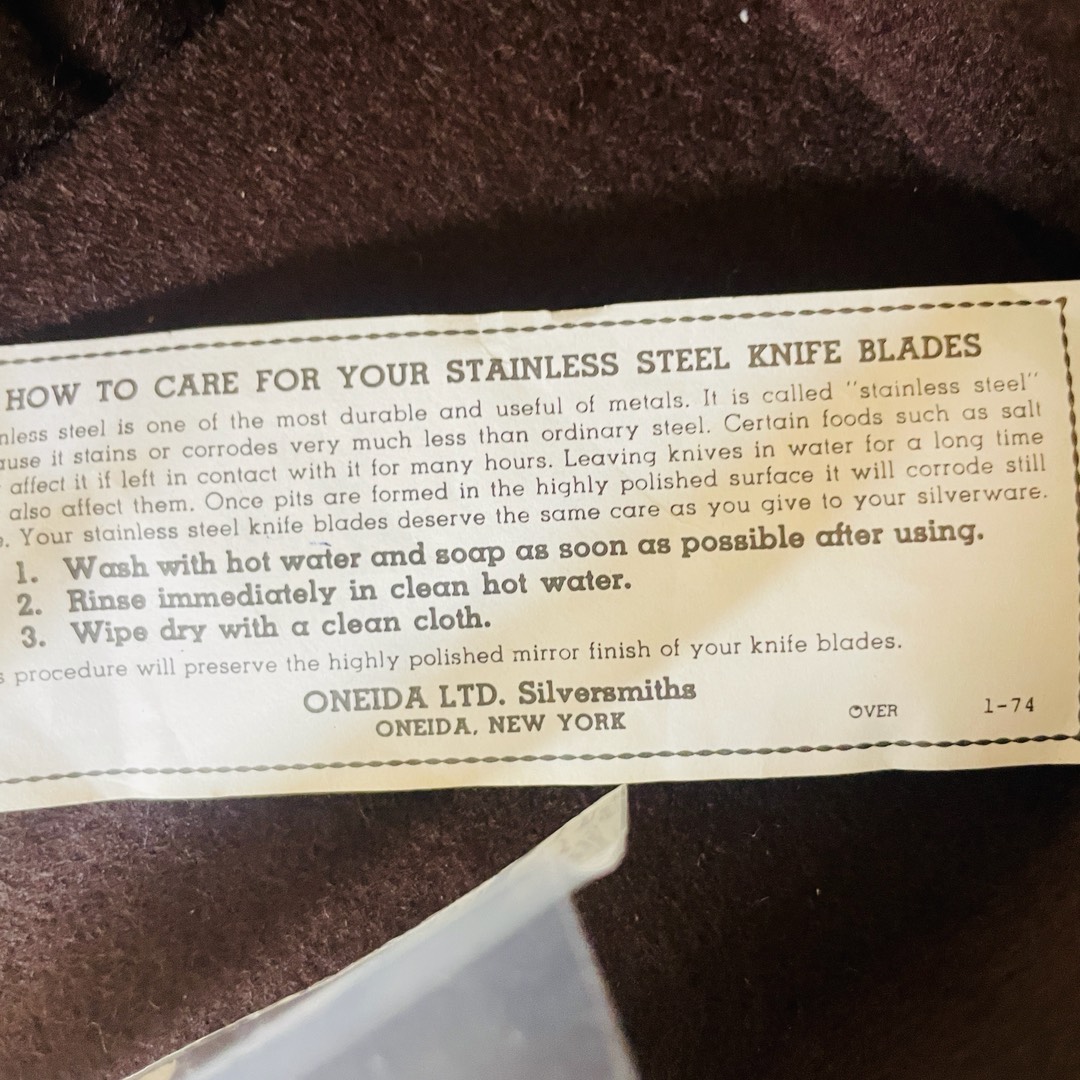 HOW TO CARE FOR YOUR STAINLESS STEEL KNIFE BLADES
nless steel is one of the most durable and useful of metals. It is called "stainless steel"
ause it stains or corrodes very much less than ordinary steel. Certain foods such as salt
affect it if left in contact with it for many hours. Leaving knives in water for a long time
also affect them. Once pits are formed in the highly polished surface it will corrode still
e. Your stainless steel knife blades deserve the same care as you give to your silverware.
1. Wash with hot water and soap as soon as possible after using.
2. Rinse immediately in clean hot water.
3. Wipe dry with a clean cloth.
s procedure will preserve the highly polished mirror finish of your knife blades.
ONEIDA LTD. Silversmiths
ONEIDA, NEW YORK
OVER 1-74